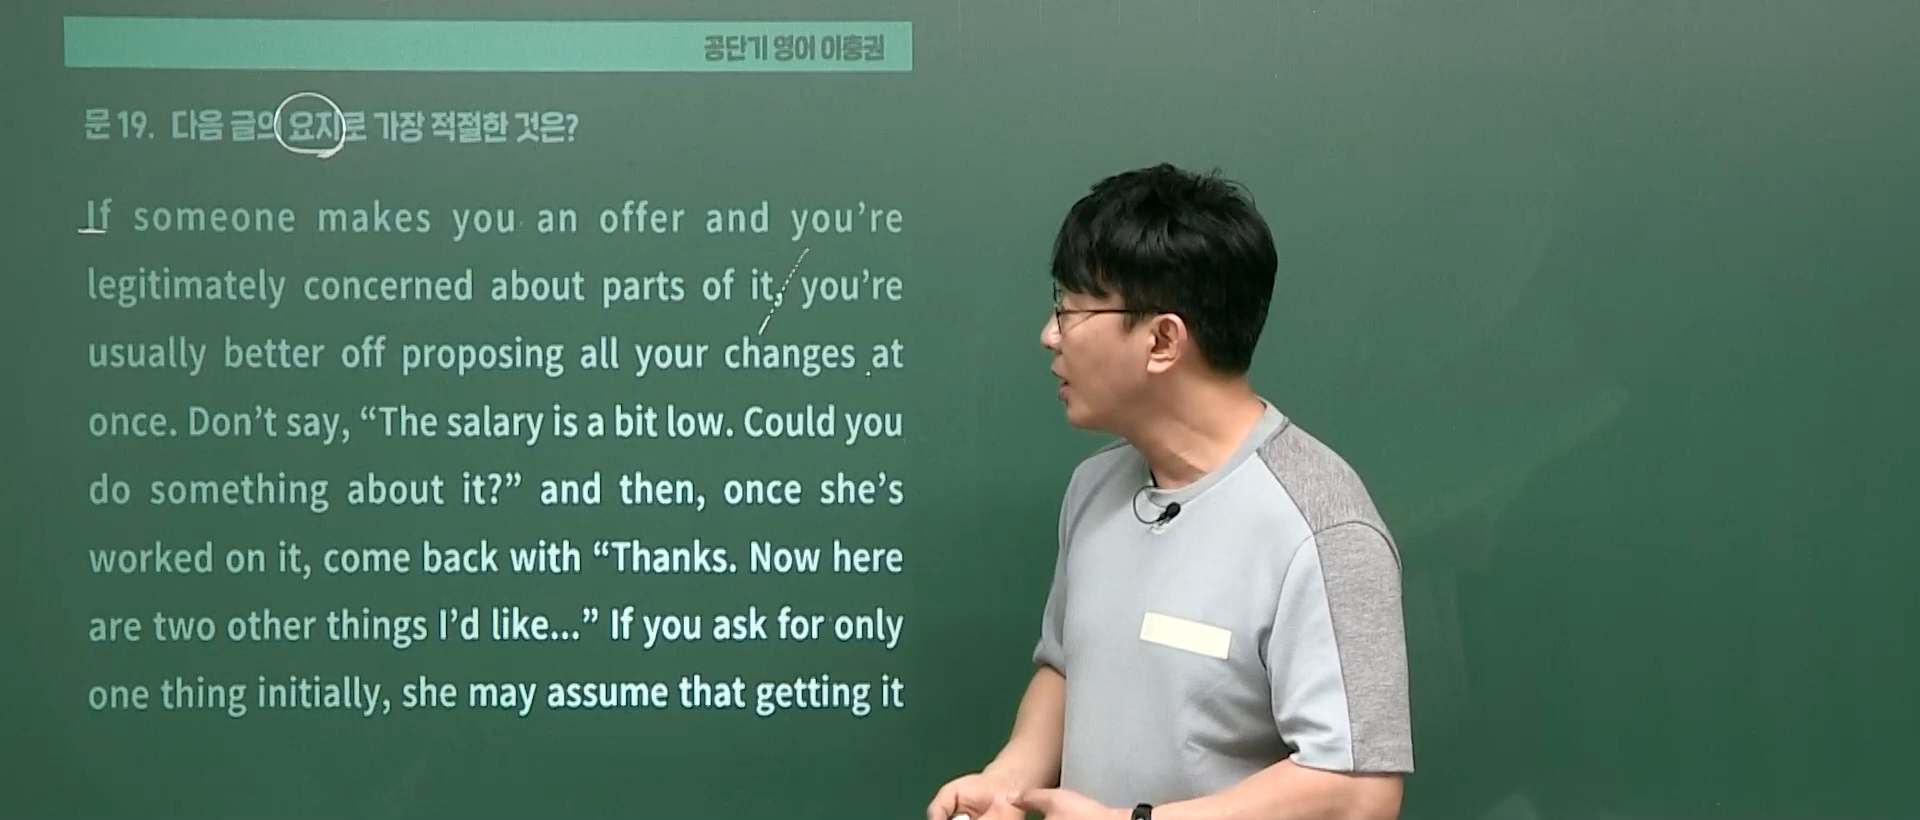 공단기 영어 이충권
문 19. 다음 글의 요지로 가장 적절한 것은?
If someone makes you an offer and you’re
legitimately concerned about parts of it, you’re
usually better off proposing all your changes at
once. Don’t say, “The salary is a bit low. Could you
do something about it?” and then, once she’s
worked on it, come back with “Thanks. Now here
are two other things I’d like...” If you ask for only
one thing initially, she may assume that getting it